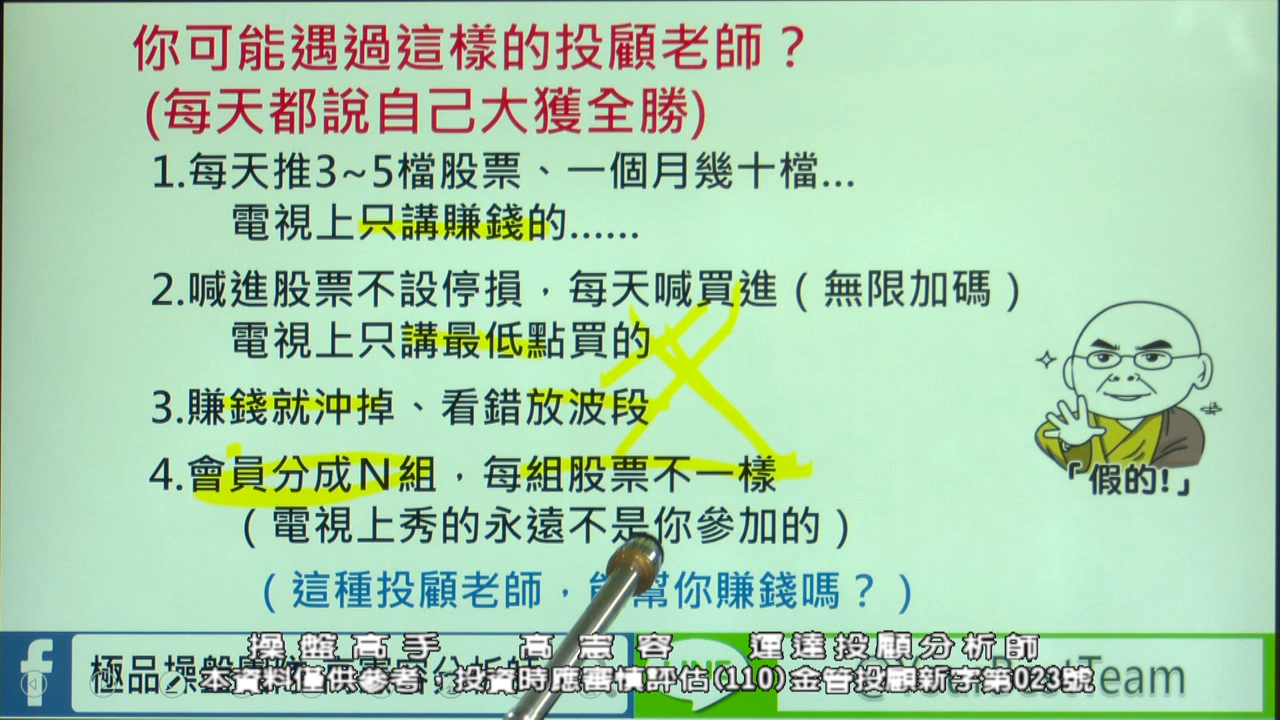 你可能遇過這樣的投顧老師？
(每天都說自己大獲全勝)
1.每天推3~5檔股票、一個月幾十檔...
電視上只講賺錢的......
2.喊進股票不設停損，每天喊買進（無限加碼）
電視上只講最低點買的
3.賺錢就沖掉、看錯放波段
4.會員分成N組，每組股票不一樣
（電視上秀的永遠不是你參加的）
「假的!」
（這種投顧老師，能幫你賺錢嗎？）
操盤高手 高憲容 運達投顧分析師
極品操盤
本資料僅供參考，投資時應審慎評估(110)金管投顧新字第023號
Team